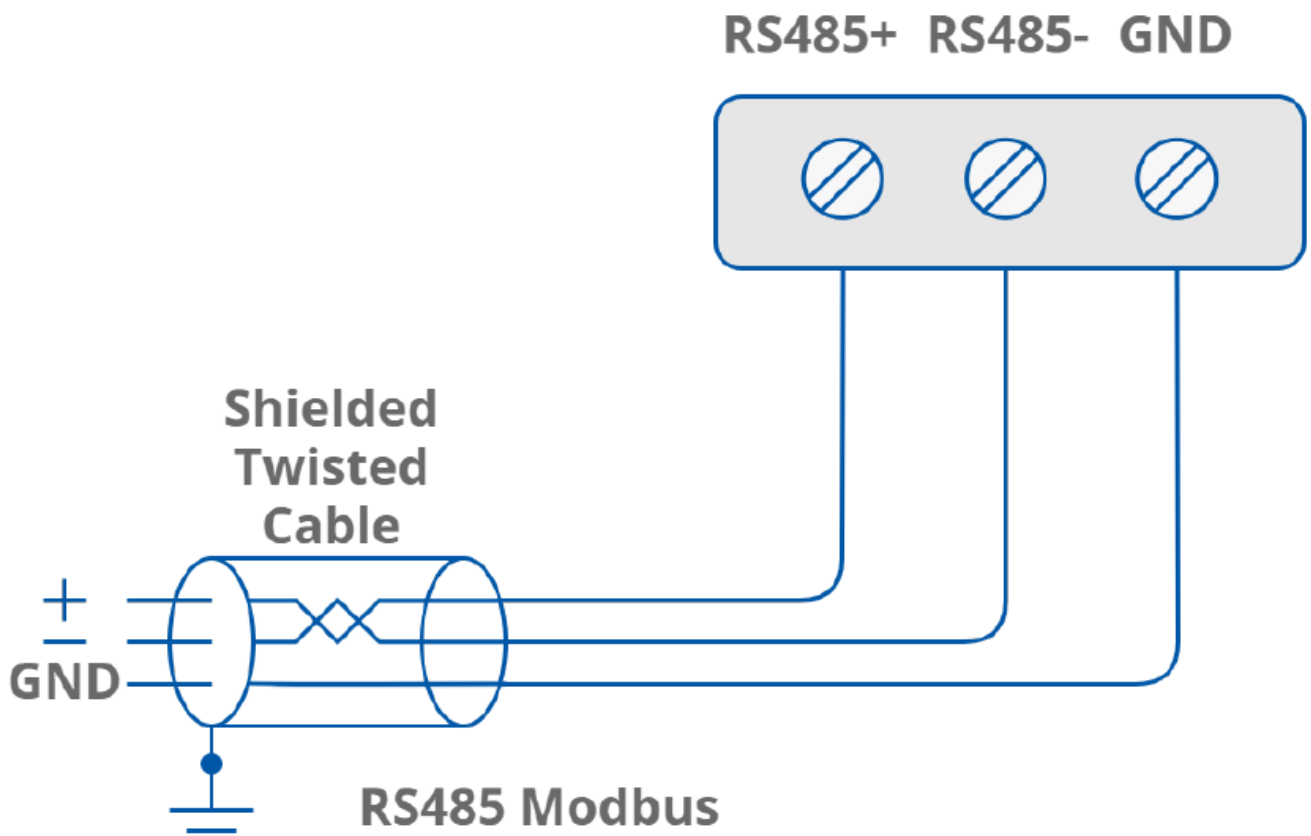 RS485+ RS485- GND
Shielded
Twisted
Cable
+
−
GND
RS485 Modbus